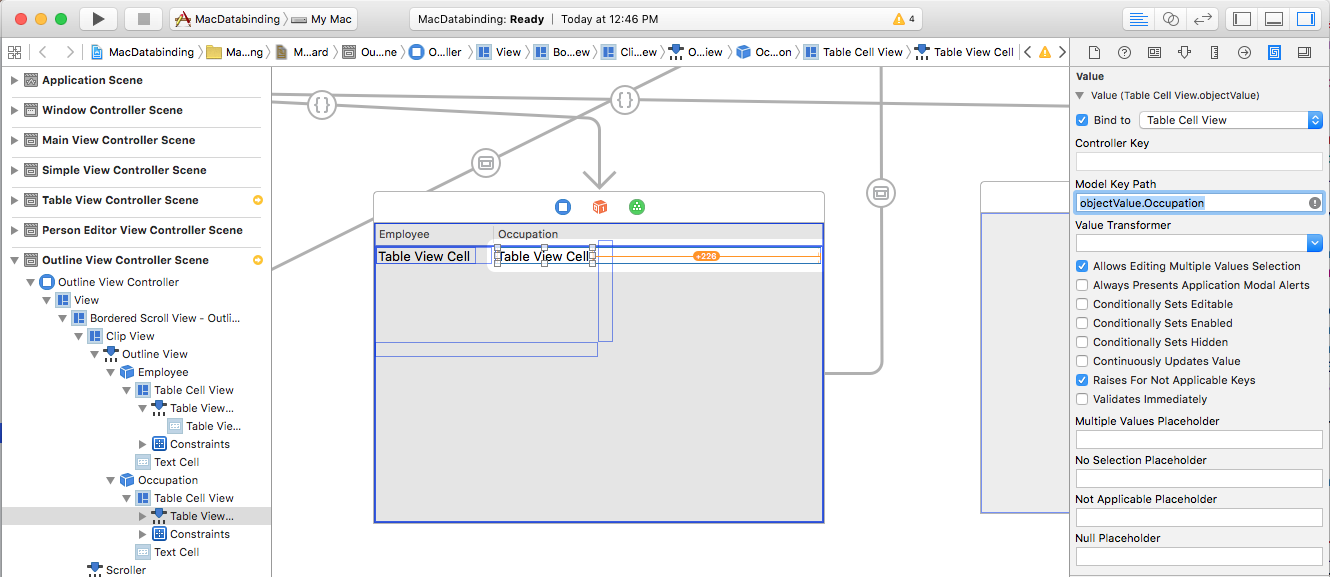 MacDatabinding
My Mac
MacDatabinding: Ready | Today at 12:46 PM
4
MacDatabinding
Ma...ng
M...ard
Ou...ne
O...ller
View
Bo...ew
Cli...ew
O...iew
Oc...on
Table Cell View
Table View Cell
Application Scene
Window Controller Scene
Main View Controller Scene
Simple View Controller Scene
Table View Controller Scene
Person Editor View Controller Scene
Outline View Controller Scene
Outline View Controller
View
Bordered Scroll View - Outli...
Clip View
Outline View
Employee
Table Cell View
Table View...
Table Vie...
Constraints
Text Cell
Occupation
Table Cell View
Table View...
Constraints
Text Cell
Scroller
Employee
Occupation
Table View Cell
Table View Cell
+226
Value
Value (Table Cell View.objectValue)
Bind to
Table Cell View
Controller Key
Model Key Path
objectValue.Occupation
Value Transformer
Allows Editing Multiple Values Selection
Always Presents Application Modal Alerts
Conditionally Sets Editable
Conditionally Sets Enabled
Conditionally Sets Hidden
Continuously Updates Value
Raises For Not Applicable Keys
Validates Immediately
Multiple Values Placeholder
No Selection Placeholder
Not Applicable Placeholder
Null Placeholder